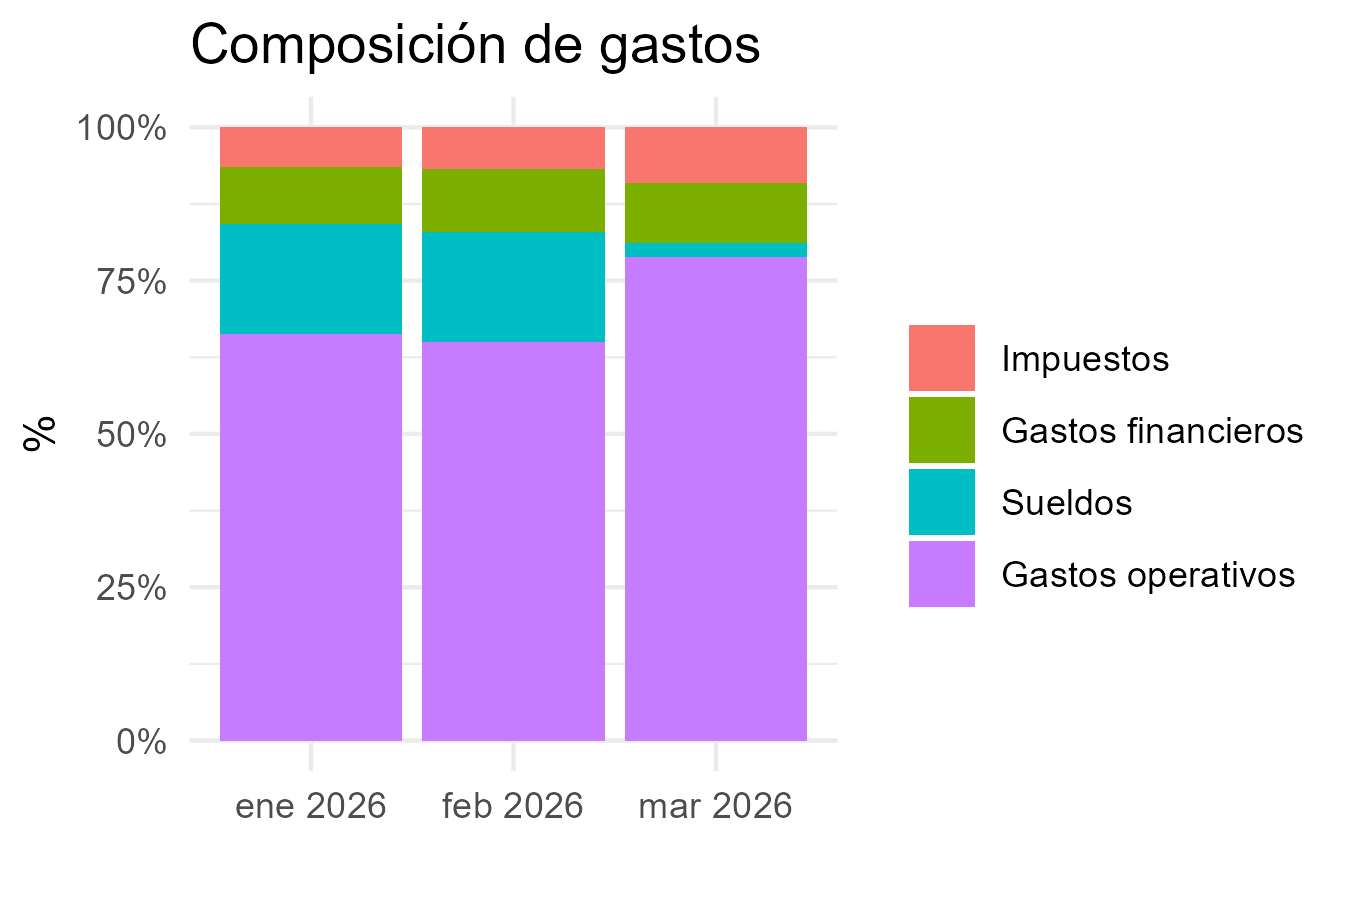 Composición de gastos
100%
75%
50%
25%
0%
%
ene 2026
feb 2026
mar 2026
Impuestos
Gastos financieros
Sueldos
Gastos operativos